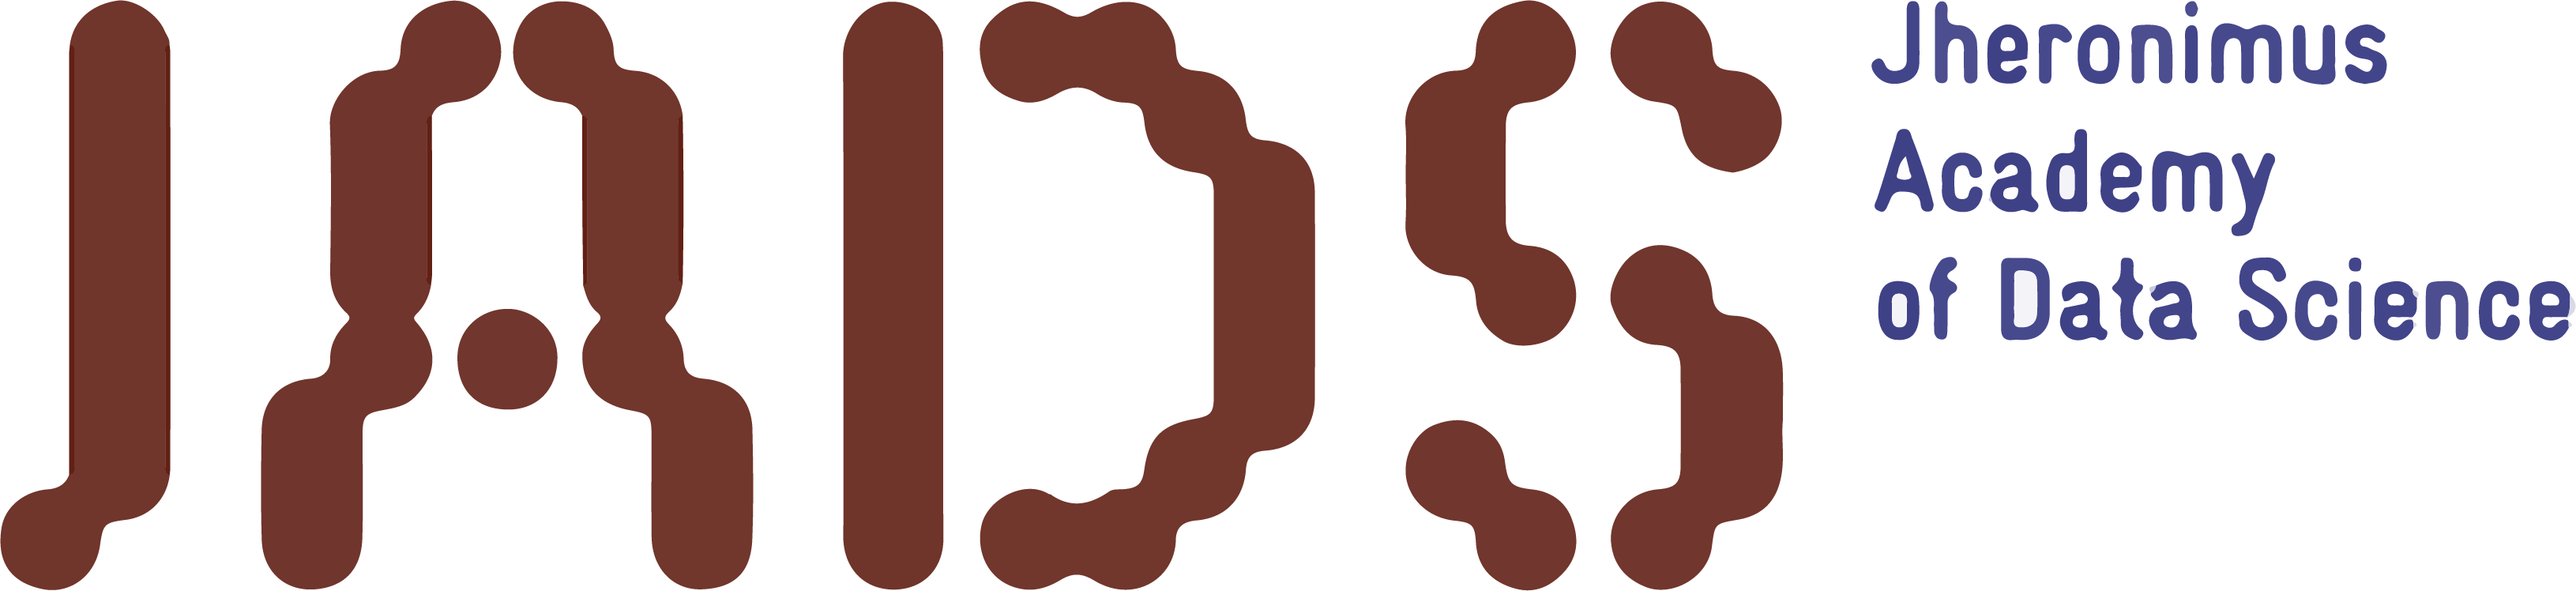 JADS
Jheronimus
Academy
of Data Science